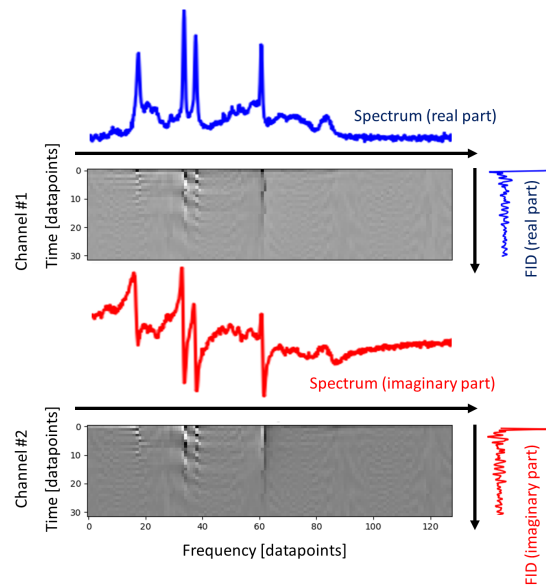 Spectrum (real part)
Channel #1
Time [datapoints]
0
10
20
30
FID (real part)
Spectrum (imaginary part)
Channel #2
Time [datapoints]
0
10
20
30
FID (imaginary part)
0 20 40 60 80 100 120
Frequency [datapoints]